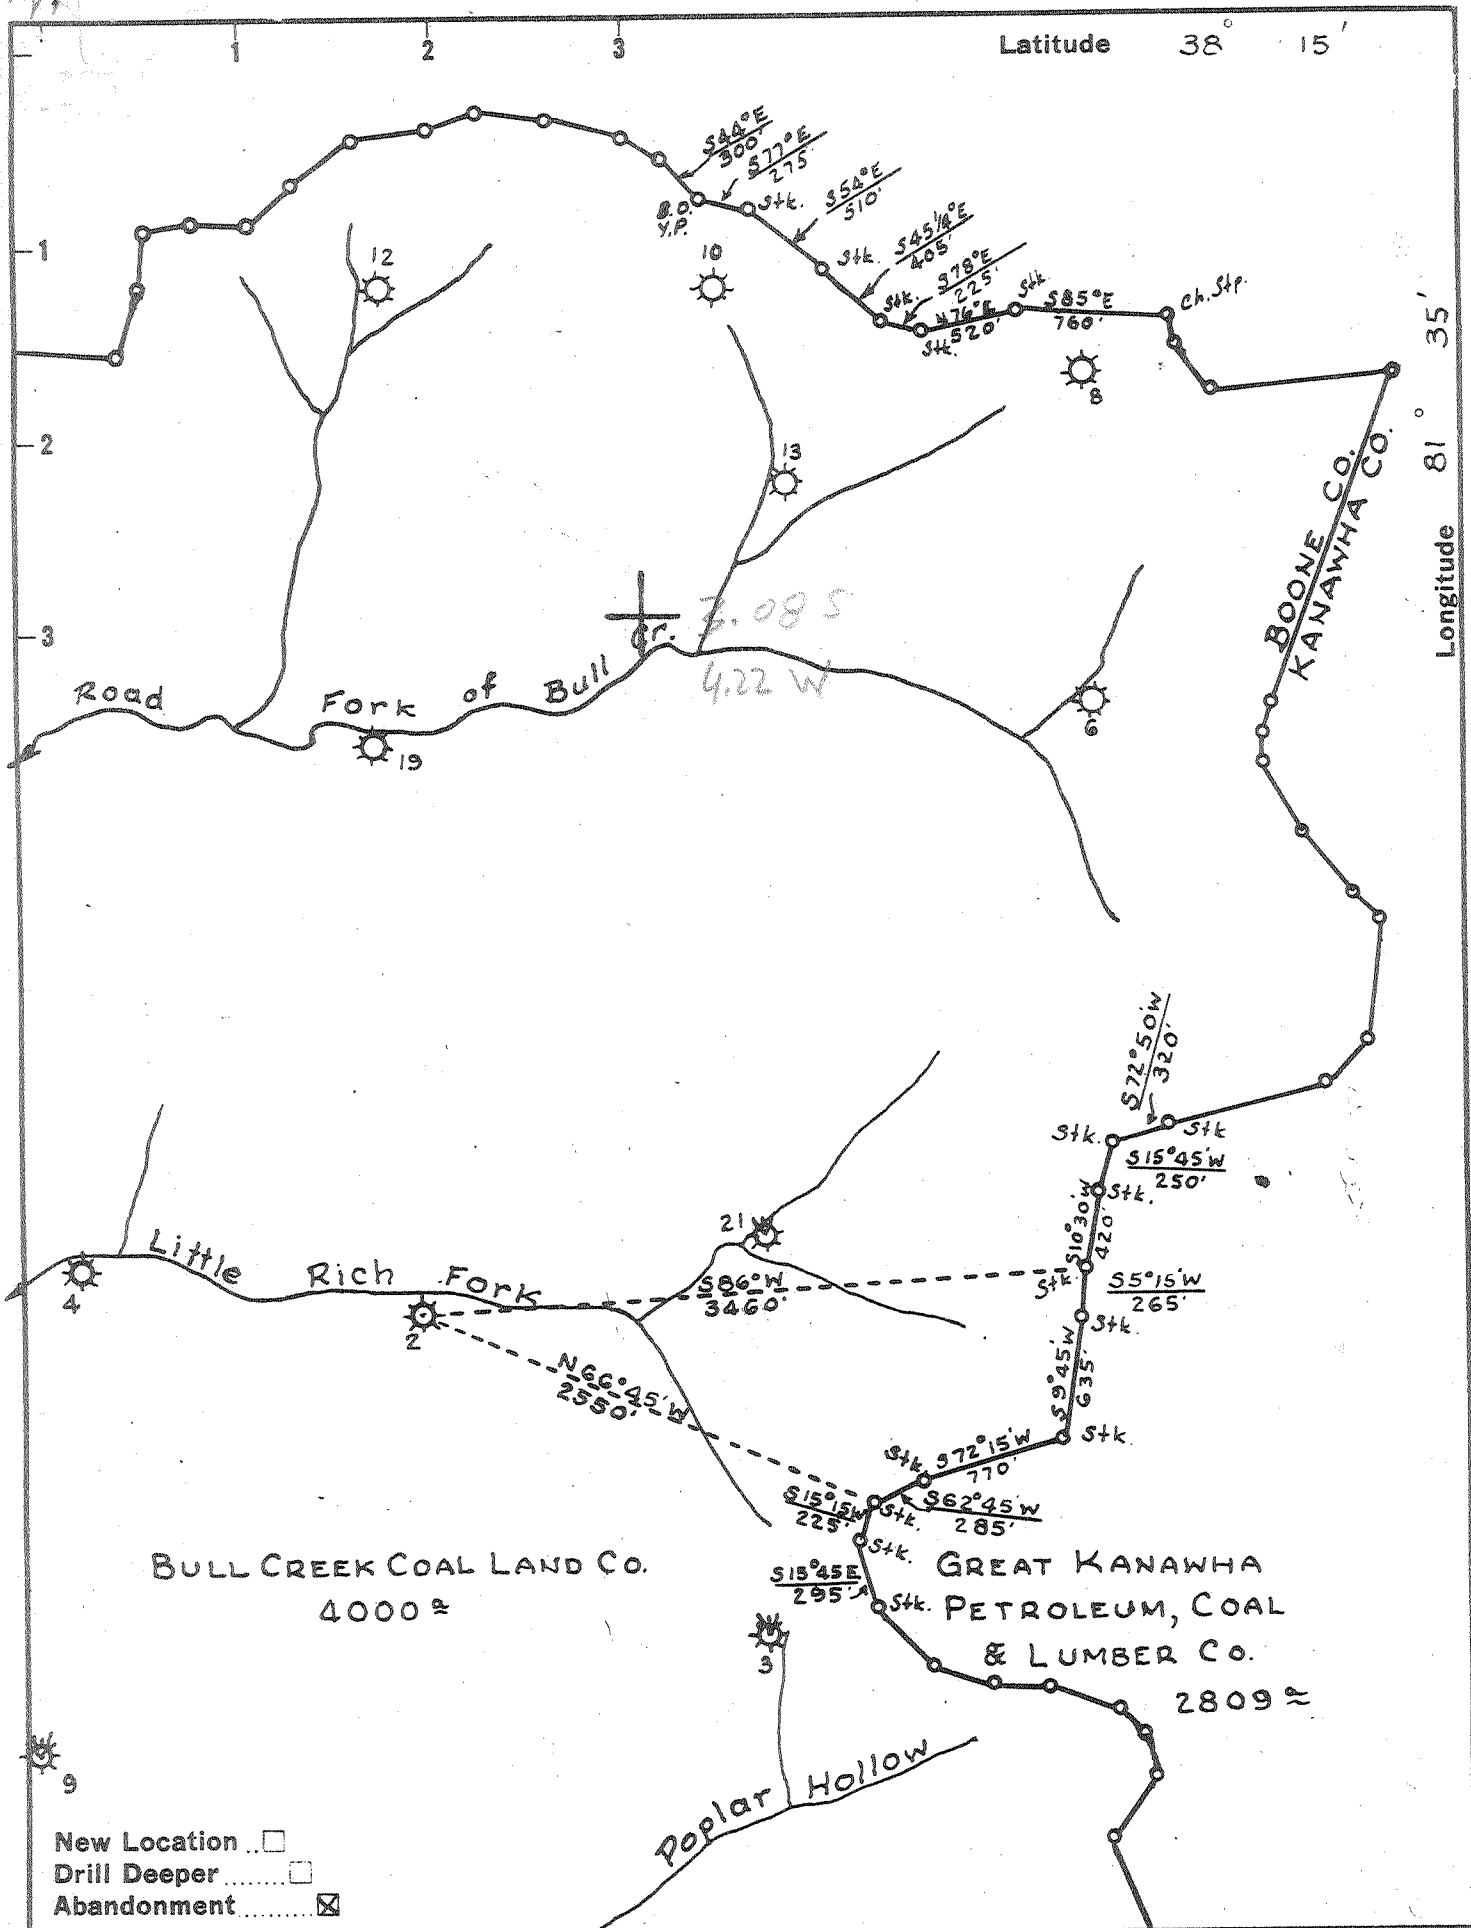 1 2 3
Latitude 38° 15'
S44°E
300'
S77°E
275'
S54°E
510'
S45¼°E
405'
S78°E
225'
N76°E
520'
S85°E
760'
B.O.
Y.P.
Stk.
Stk.
Stk.
Stk.
Stk
Ch. Stp.
1
2
3
Longitude 81° 35'
12
10
8
13
6
19
BOONE CO.
KANAWHA CO.
3.08 S
4.22 W
Road Fork of Bull Cr.
S72°50'W
320'
Stk.
Stk
S15°45'W
250'
Stk.
S10°30'W
420'
Stk.
S5°15'W
265'
Stk.
S9°45'W
635'
Stk.
21
Little Rich Fork
4
2
S86°W
3460'
N66°45'W
2550'
Stk.
S72°15'W
770'
S15°15'W
225'
Stk.
S62°45'W
285'
Stk.
S15°45E
295'
Stk.
BULL CREEK COAL LAND CO.
4000 a
GREAT KANAWHA
PETROLEUM, COAL
& LUMBER CO.
2809 a
3
9
Poplar Hollow
New Location .. ☐
Drill Deeper ........ ☐
Abandonment ......... ☒